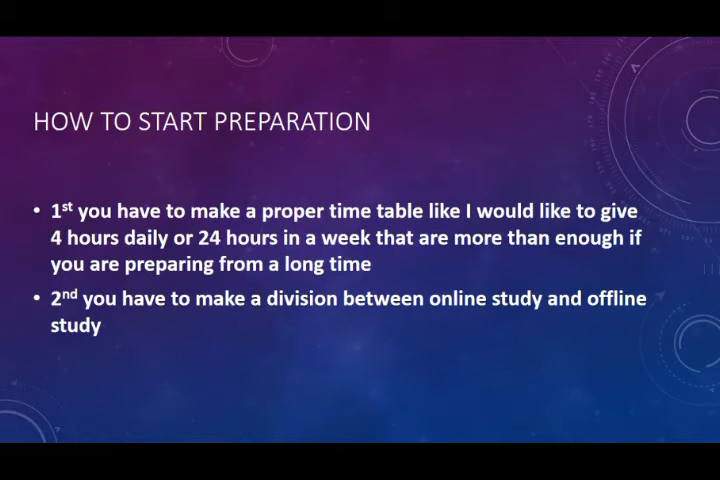 HOW TO START PREPARATION
• 1st you have to make a proper time table like I would like to give
4 hours daily or 24 hours in a week that are more than enough if
you are preparing from a long time
• 2nd you have to make a division between online study and offline
study